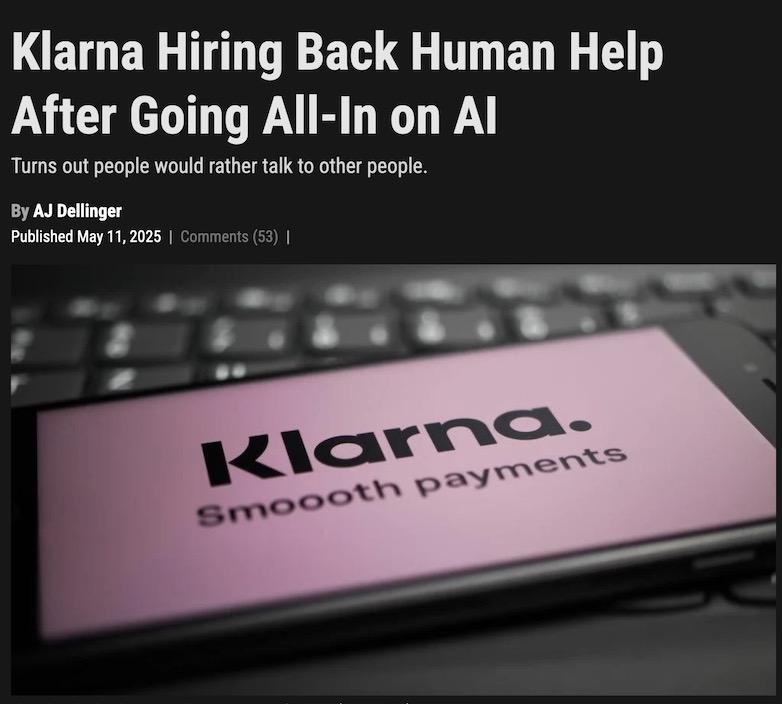 Klarna Hiring Back Human Help
After Going All-In on AI
Turns out people would rather talk to other people.
By AJ Dellinger
Published May 11, 2025 | Comments (53) |
Klarna.
Smoooth payments